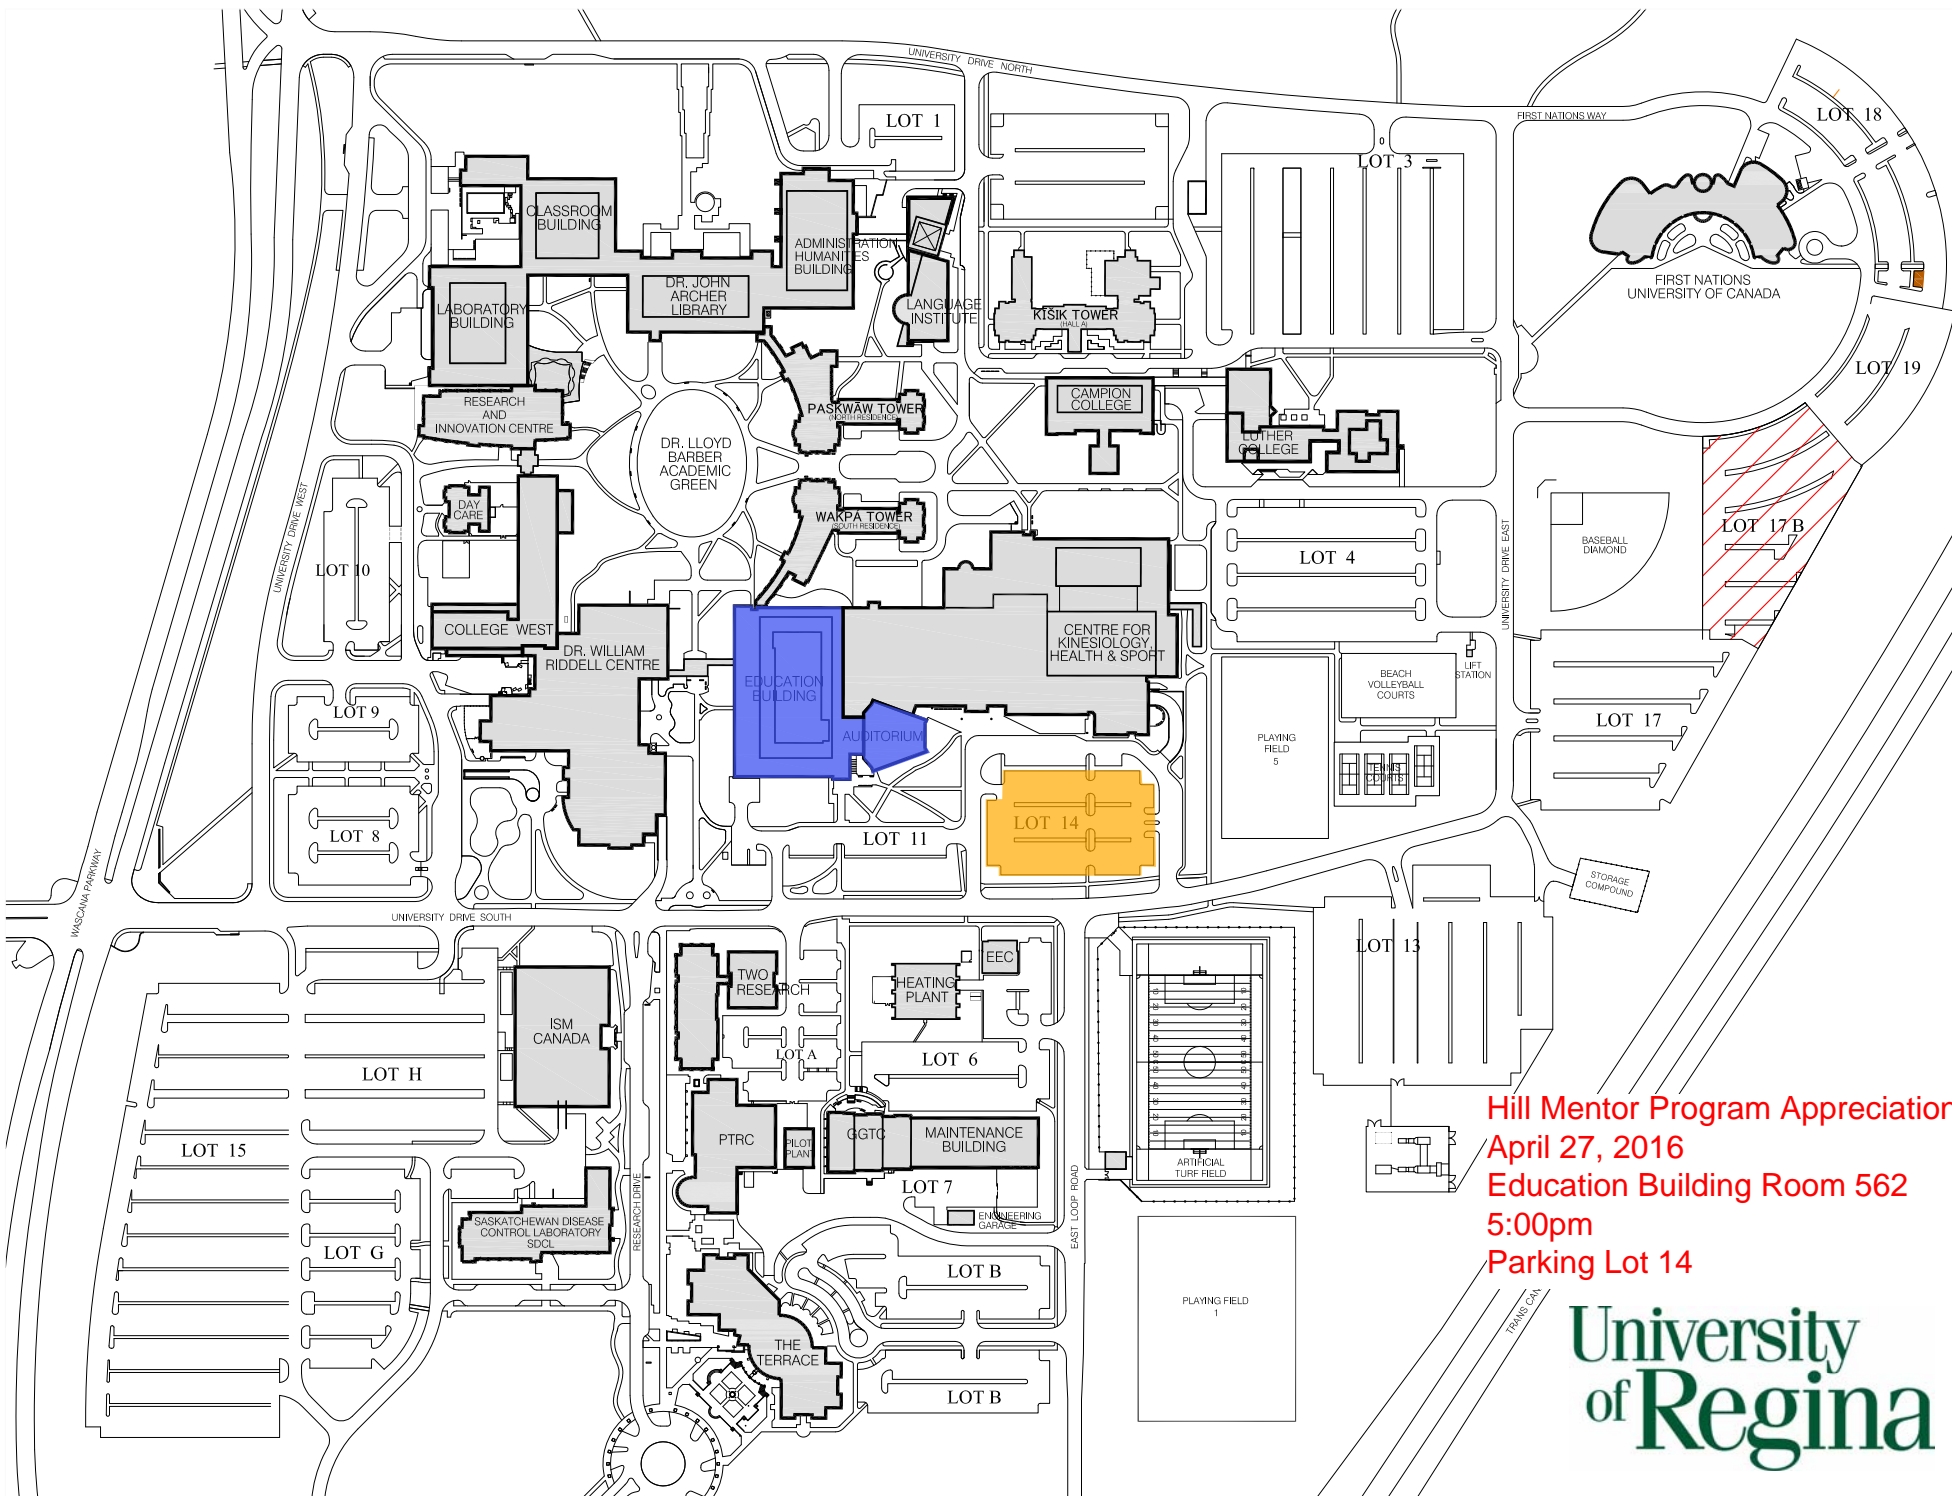 UNIVERSITY DRIVE NORTH
LOT 1
FIRST NATIONS WAY
LOT 18
LOT 3
CLASSROOM
BUILDING
ADMINISTRATION
HUMANITIES
BUILDING
DR. JOHN
ARCHER
LIBRARY
LABORATORY
BUILDING
LANGUAGE
INSTITUTE
KĪSIK TOWER
(HALL A)
FIRST NATIONS
UNIVERSITY OF CANADA
LOT 19
RESEARCH
AND
INNOVATION CENTRE
PASKWĀW TOWER
(NORTH RESIDENCE)
CAMPION
COLLEGE
LUTHER
COLLEGE
DR. LLOYD
BARBER
ACADEMIC
GREEN
DAY
CARE
WAKPĀ TOWER
(SOUTH RESIDENCE)
UNIVERSITY DRIVE WEST
LOT 10
LOT 4
UNIVERSITY DRIVE EAST
BASEBALL
DIAMOND
LOT 17 B
COLLEGE WEST
DR. WILLIAM
RIDDELL CENTRE
CENTRE FOR
KINESIOLOGY,
HEALTH & SPORT
EDUCATION
BUILDING
AUDITORIUM
LIFT
STATION
BEACH
VOLLEYBALL
COURTS
LOT 9
LOT 17
PLAYING
FIELD
5
TENNIS
COURTS
LOT 8
LOT 11
LOT 14
STORAGE
COMPOUND
WASCANA PARKWAY
UNIVERSITY DRIVE SOUTH
LOT 13
TWO
RESEARCH
HEATING
PLANT
EEC
ISM
CANADA
LOT A
LOT 6
LOT H
LOT 15
PTRC
PILOT
PLANT
GGTC
MAINTENANCE
BUILDING
ARTIFICIAL
TURF FIELD
LOT 7
ENGINEERING
GARAGE
RESEARCH DRIVE
EAST LOOP ROAD
SASKATCHEWAN DISEASE
CONTROL LABORATORY
SDCL
LOT G
LOT B
PLAYING FIELD
1
THE
TERRACE
LOT B
TRANS CAN
Hill Mentor Program Appreciation
April 27, 2016
Education Building Room 562
5:00pm
Parking Lot 14
University
of Regina